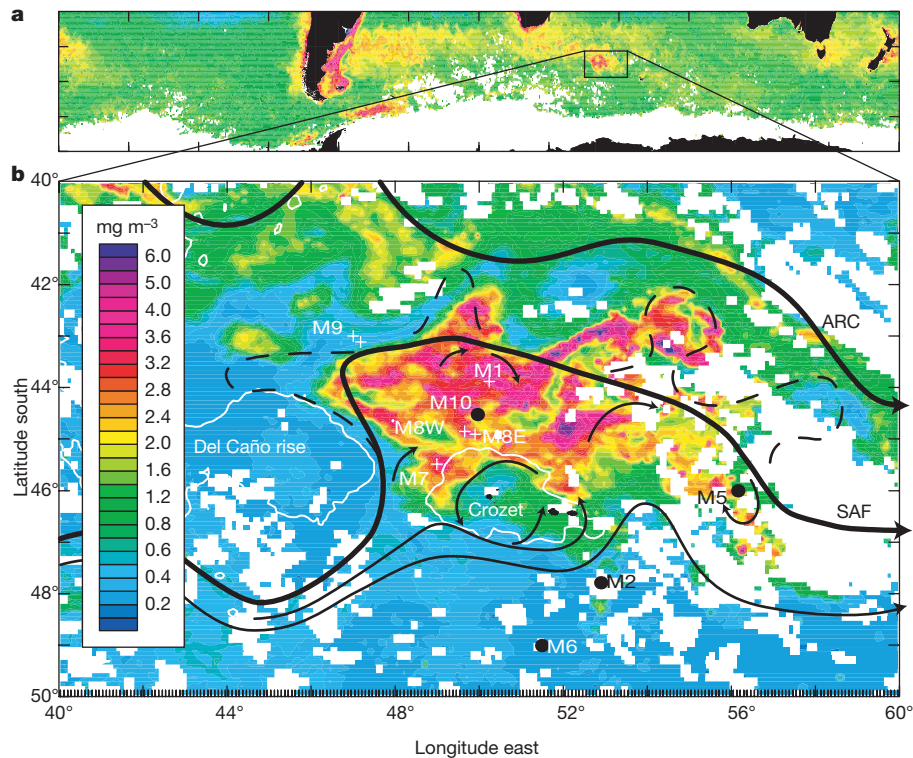 a
b
40°
42°
44°
46°
48°
50°
Latitude south
mg m⁻³
6.0
5.0
4.0
3.6
3.2
2.8
2.4
2.0
1.6
1.2
0.8
0.6
0.4
0.2
ARC
M9
M1
M10
M8W
M8E
Del Caño rise
M7
Crozet
M5
SAF
M2
M6
40°
44°
48°
52°
56°
60°
Longitude east